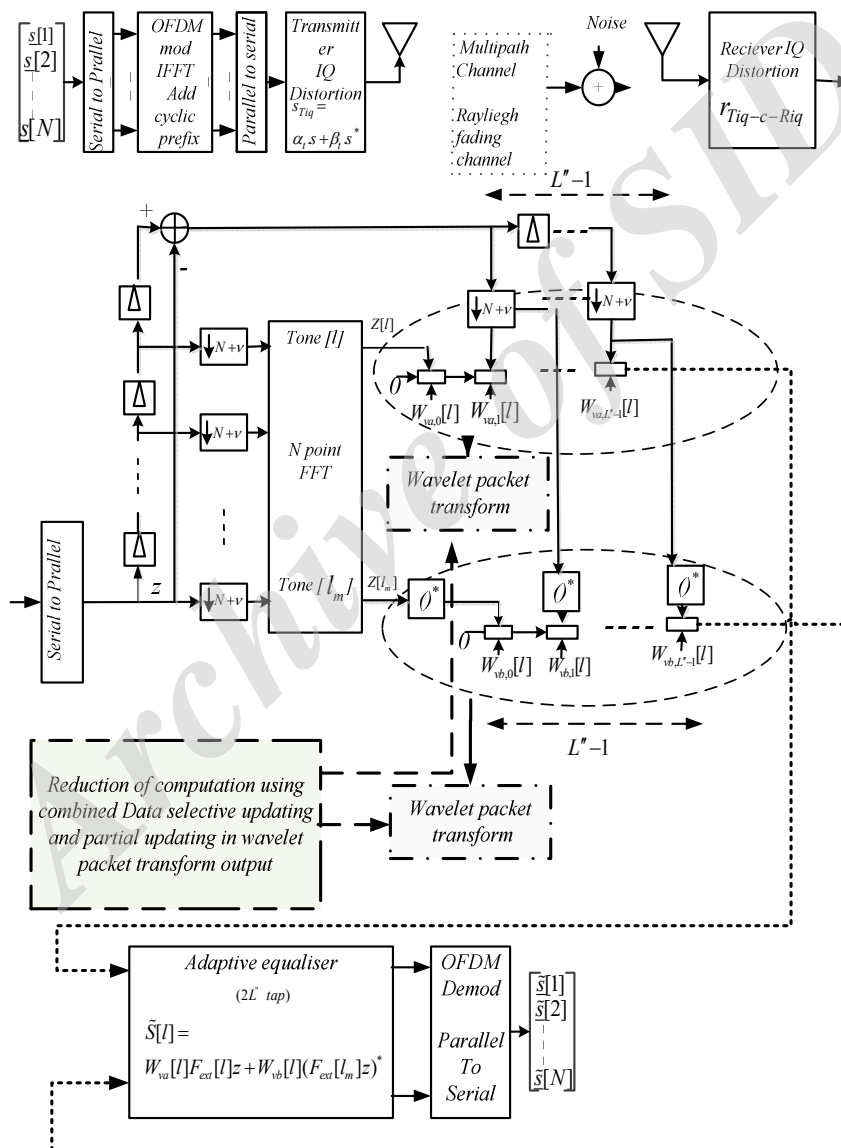 s[1]
s[2]
s[N]
Serial to Prallel
OFDM
mod
IFFT
Add
cyclic
prefix
Parallel to serial
Transmitt
er
IQ
Distortion
s_Tiq =
α_t s + β_t s*
Multipath
Channel
Rayliegh
fading
channel
Noise
+
Reciever IQ
Distortion
r_Tiq-c-Riq
L''-1
+
-
Δ
Δ
Δ
Δ
↓N+ν
↓N+ν
↓N+ν
↓N+ν
↓N+ν
Tone [l]
Z[l]
N point
FFT
Tone [l_m]
Z[l_m]
0
W_va,0[l]
W_va,1[l]
W_va,L''-1[l]
Wavelet packet
transform
Serial to Prallel
z
()*
()*
()*
0
W_vb,0[l]
W_vb,1[l]
W_vb,L''-1[l]
L''-1
Reduction of computation using
combined Data selective updating
and partial updating in wavelet
packet transform output
Wavelet packet
transform
Adaptive equaliser
(2L'' tap)
S̃[l] =
W_va[l]F_ext[l]z + W_vb[l](F_ext[l_m]z)*
OFDM
Demod
Parallel
To
Serial
s̃[1]
s̃[2]
s̃[N]
Archive of SID